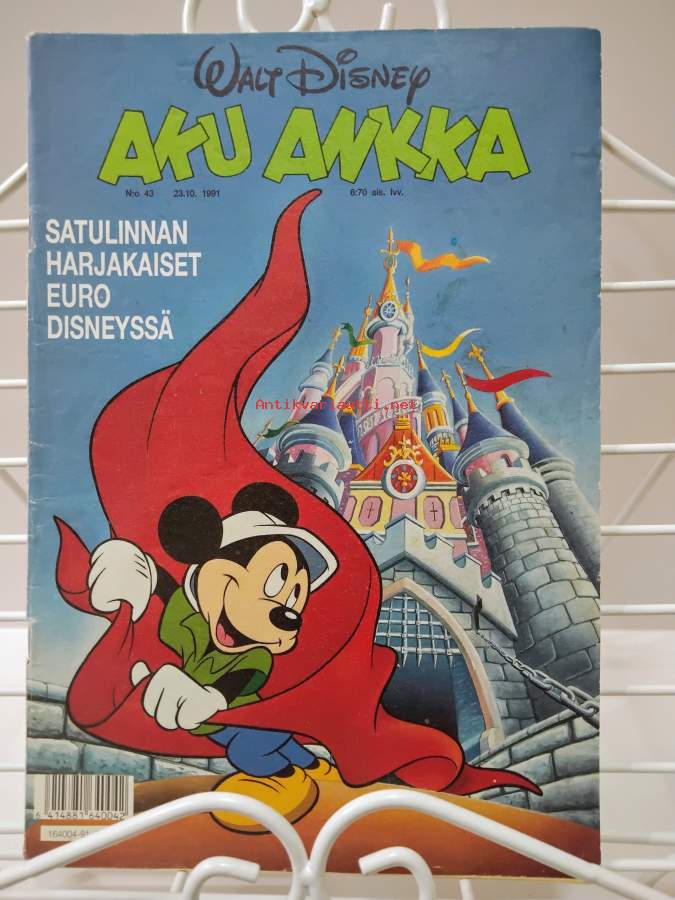 WALT DISNEY
AKU ANKKA
N:o 43 23.10. 1991 6:70 sis. lvv.
SATULINNAN
HARJAKAISET
EURO
DISNEYSSÄ
Antikvariaatti.net
6 414881 640042
164004-91